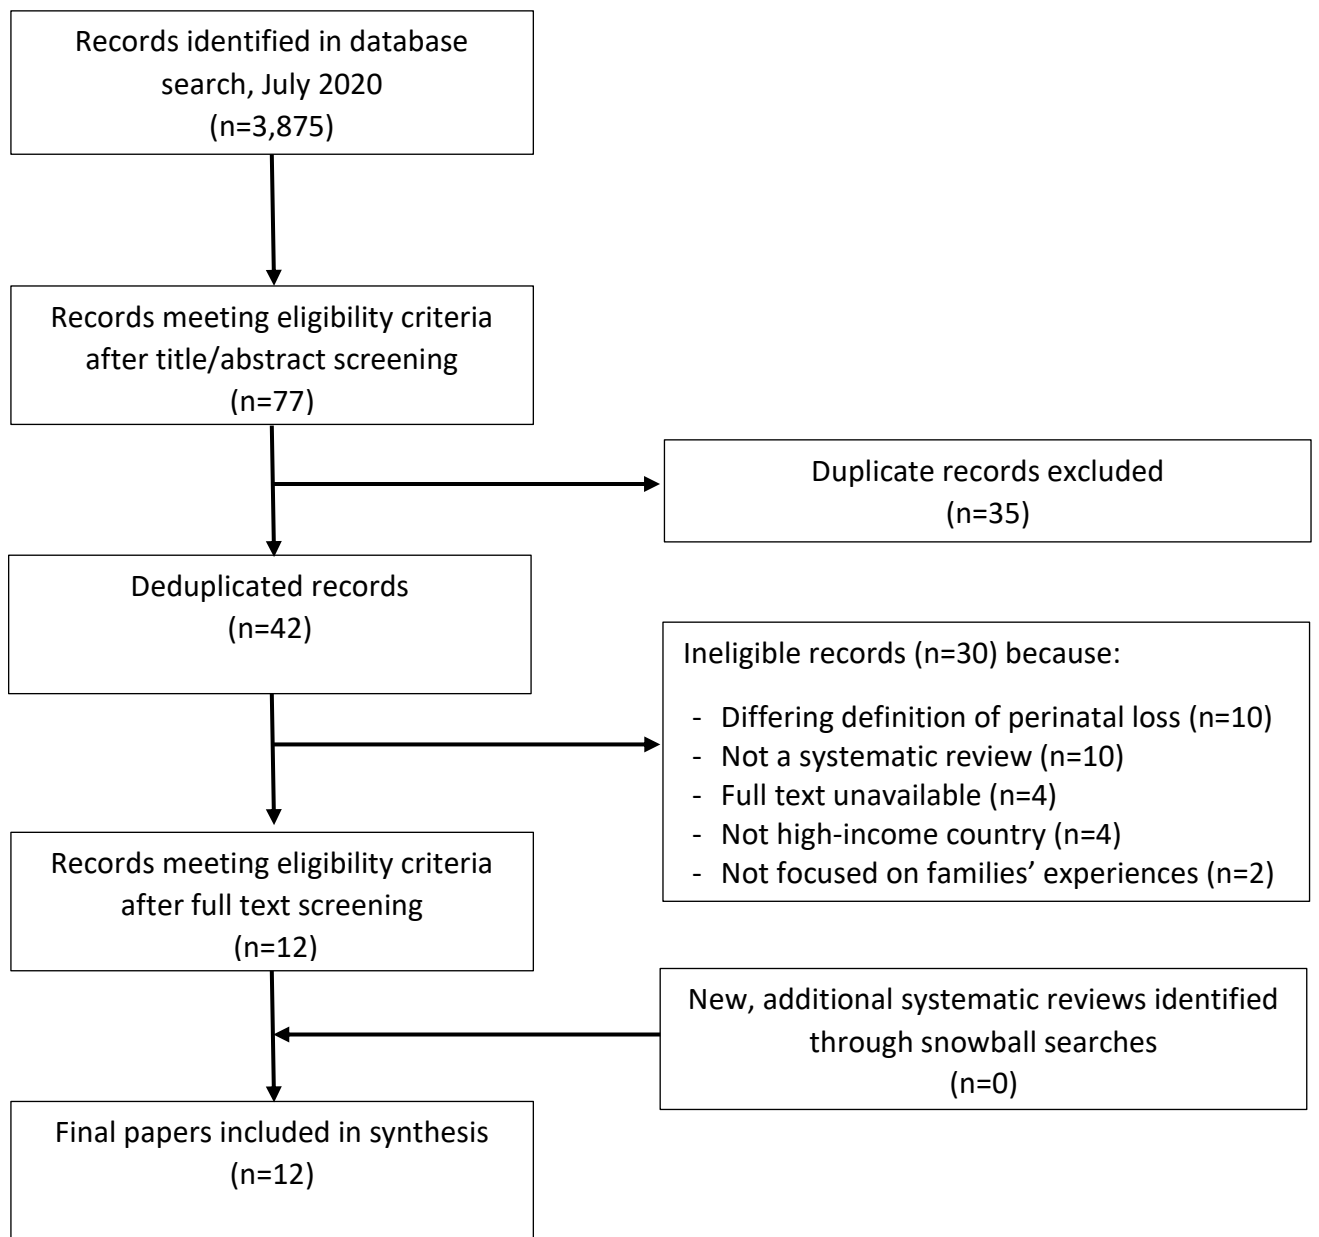 Records identified in database
search, July 2020
(n=3,875)
Records meeting eligibility criteria
after title/abstract screening
(n=77)
Duplicate records excluded
(n=35)
Deduplicated records
(n=42)
Ineligible records (n=30) because:
- Differing definition of perinatal loss (n=10)
- Not a systematic review (n=10)
- Full text unavailable (n=4)
- Not high-income country (n=4)
- Not focused on families’ experiences (n=2)
Records meeting eligibility criteria
after full text screening
(n=12)
New, additional systematic reviews identified
through snowball searches
(n=0)
Final papers included in synthesis
(n=12)